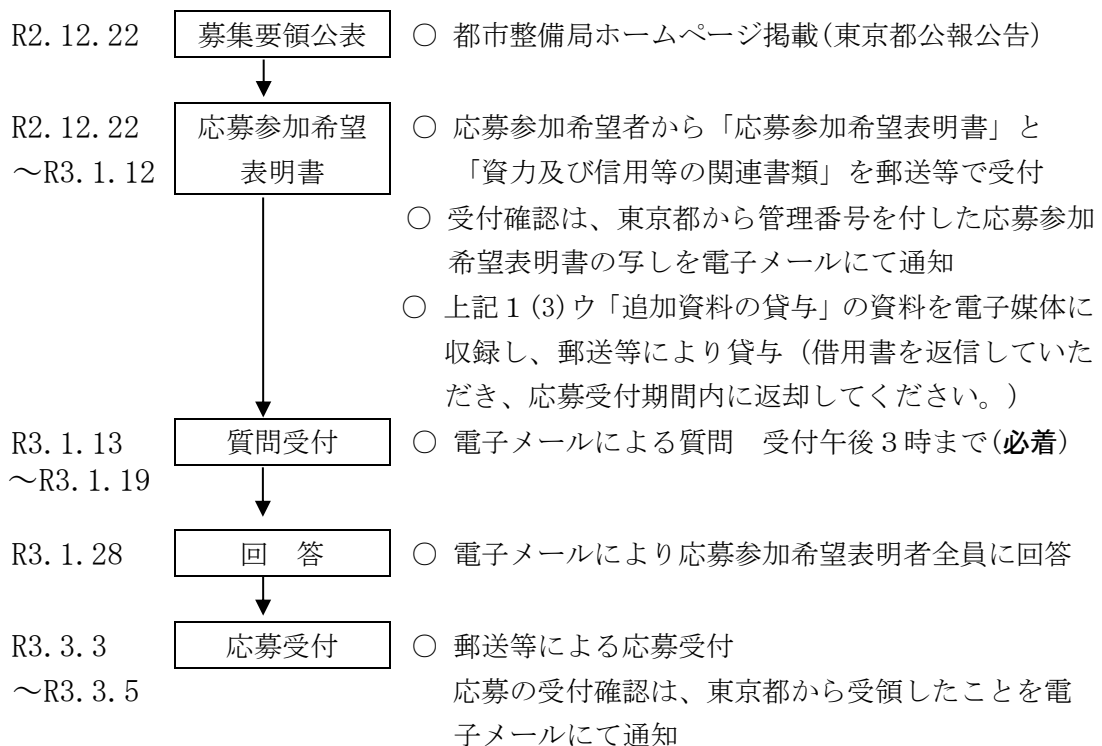 R2.12.22 募集要領公表 ○ 都市整備局ホームページ掲載(東京都公報公告)
R2.12.22 応募参加希望 ○ 応募参加希望者から「応募参加希望表明書」と
～R3.1.12 表明書 「資力及び信用等の関連書類」を郵送等で受付
○ 受付確認は、東京都から管理番号を付した応募参加
希望表明書の写しを電子メールにて通知
○ 上記１(3)ウ「追加資料の貸与」の資料を電子媒体に
収録し、郵送等により貸与（借用書を返信していた
だき、応募受付期間内に返却してください。）
R3.1.13 質問受付 ○ 電子メールによる質問　受付午後３時まで(必着)
～R3.1.19
R3.1.28 回　答 ○ 電子メールにより応募参加希望表明者全員に回答
R3.3.3 応募受付 ○ 郵送等による応募受付
～R3.3.5 応募の受付確認は、東京都から受領したことを電
子メールにて通知